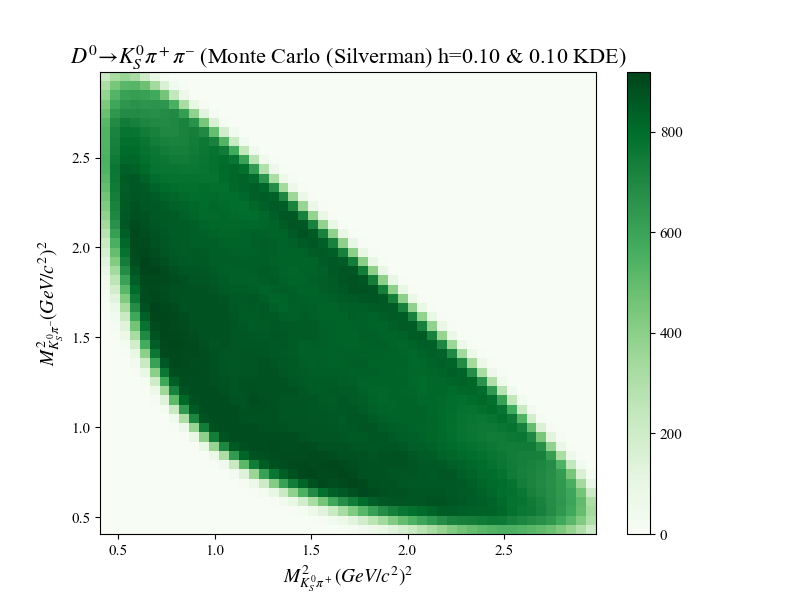 D⁰→K⁰_Sπ⁺π⁻ (Monte Carlo (Silverman) h=0.10 & 0.10 KDE)
M²_{K⁰_Sπ⁻}(GeV/c²)²
2.5
2.0
1.5
1.0
0.5
0.5 1.0 1.5 2.0 2.5
M²_{K⁰_Sπ⁺}(GeV/c²)²
800
600
400
200
0